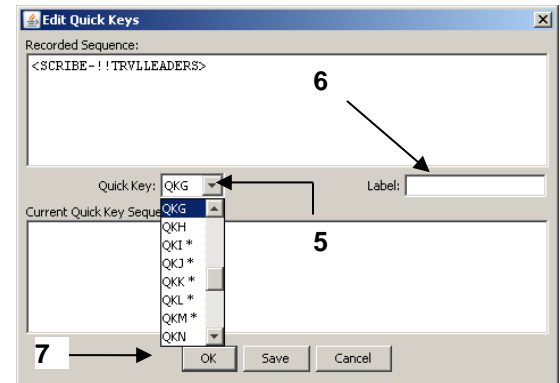 Edit Quick Keys
Recorded Sequence:
<SCRIBE-!!TRVLLEADERS>
6
Quick Key: QKG
Label:
Current Quick Key Seque
QKG
QKH
QKI *
QKJ *
QKK *
QKL *
QKM *
QKN
5
7
OK Save Cancel